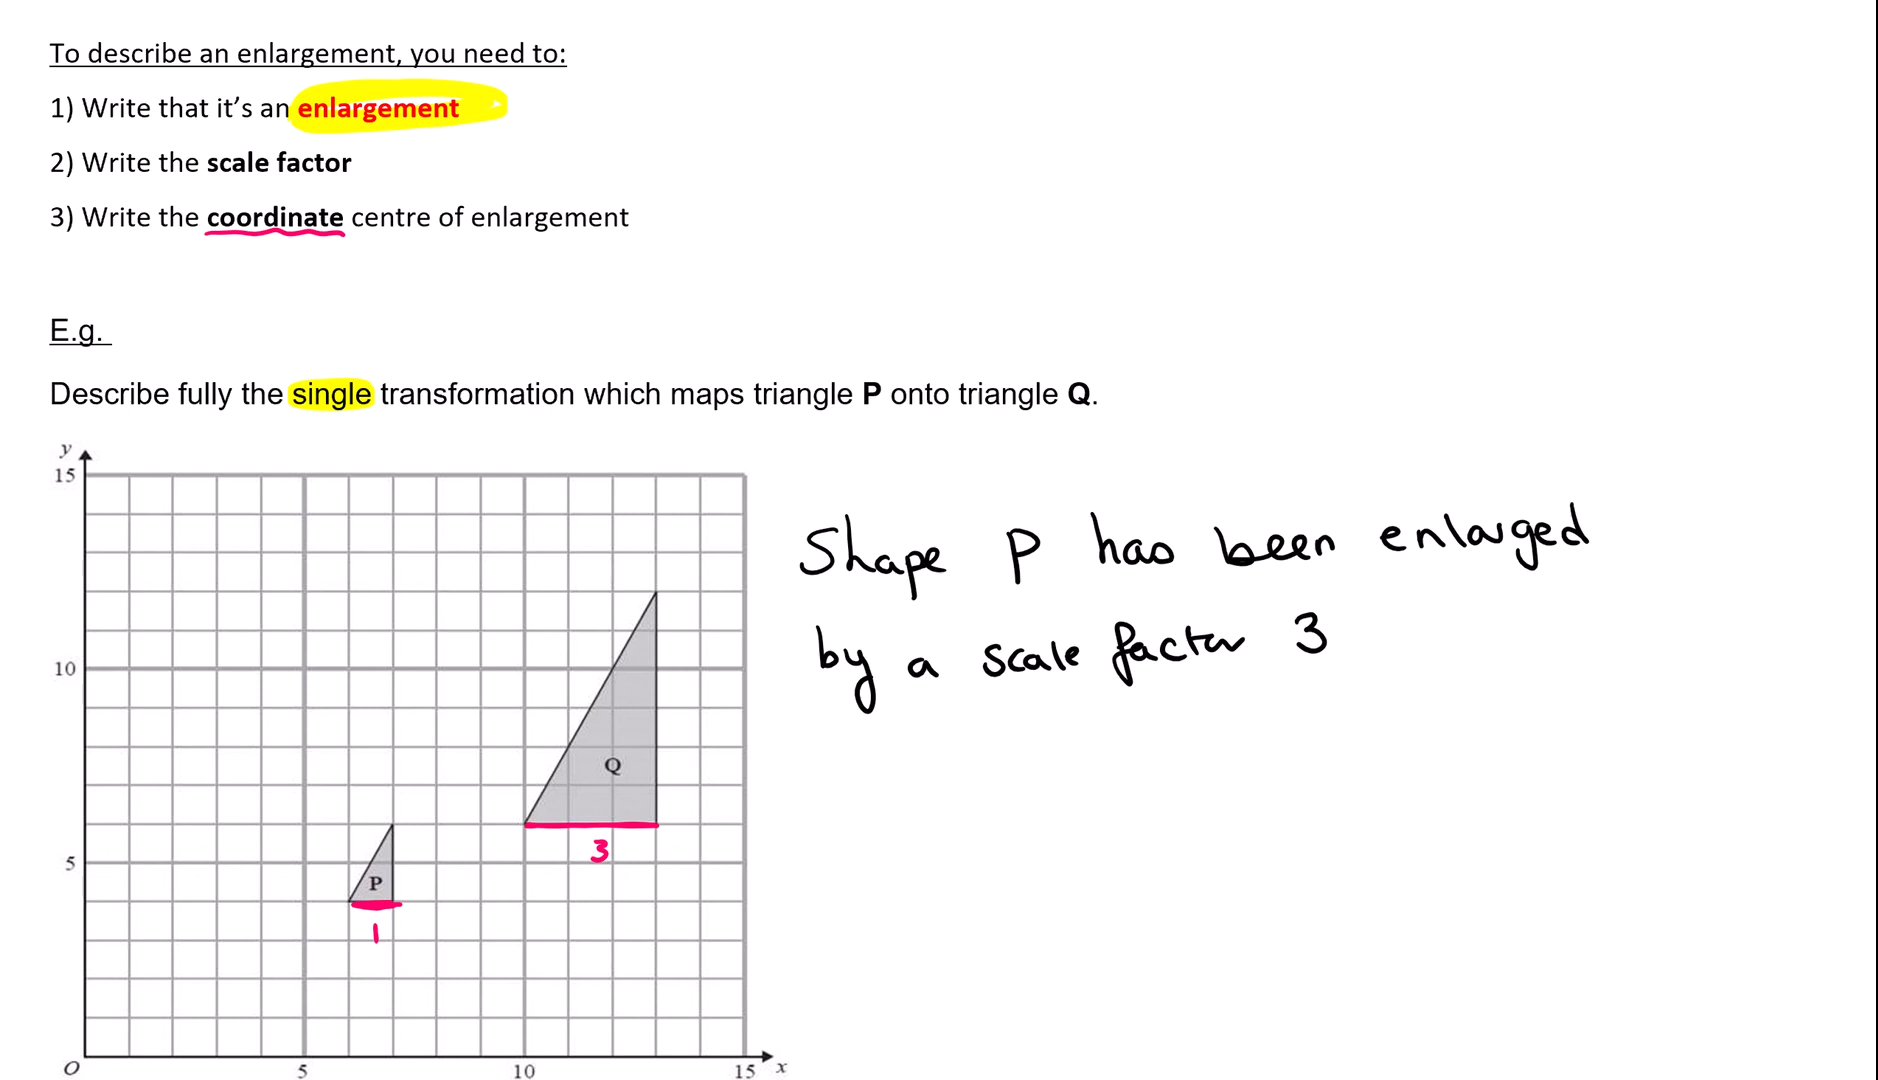 To describe an enlargement, you need to:
1) Write that it’s an enlargement
2) Write the scale factor
3) Write the coordinate centre of enlargement
E.g.
Describe fully the single transformation which maps triangle P onto triangle Q.
y
15
10
5
O
5
10
15
x
Q
3
P
1
Shape P has been enlarged
by a scale factor 3